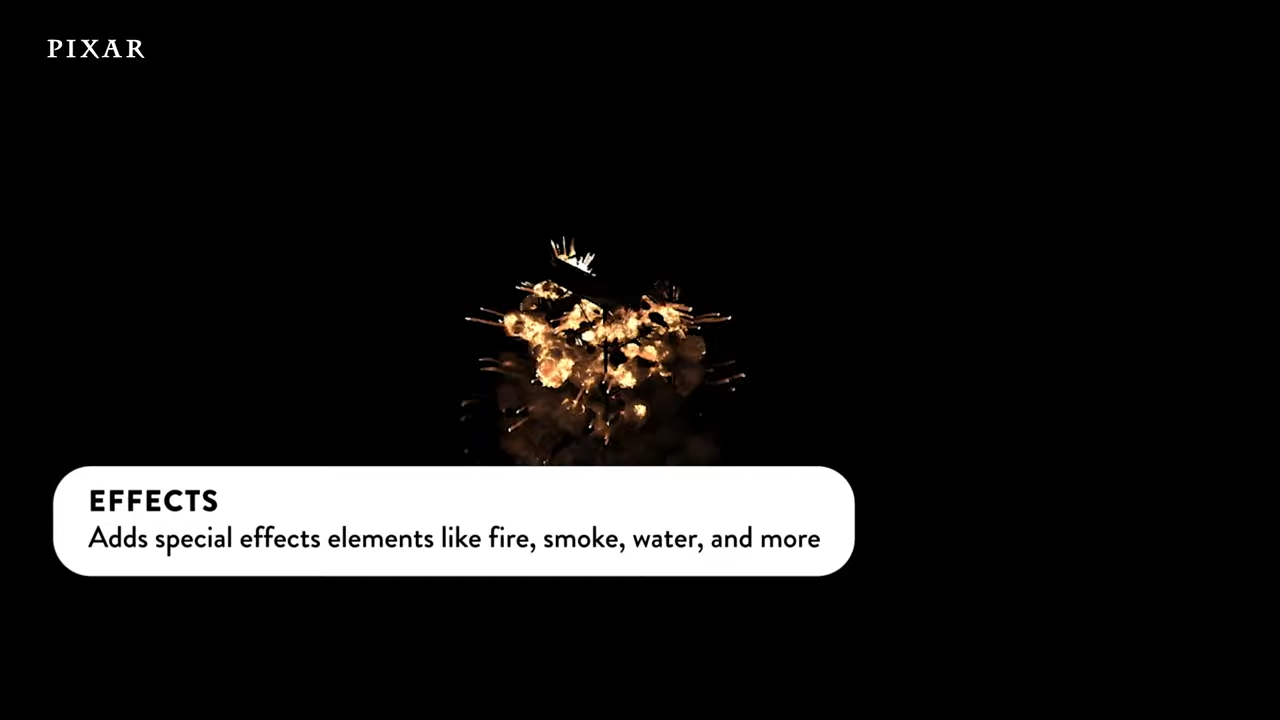 PIXAR
EFFECTS
Adds special effects elements like fire, smoke, water, and more